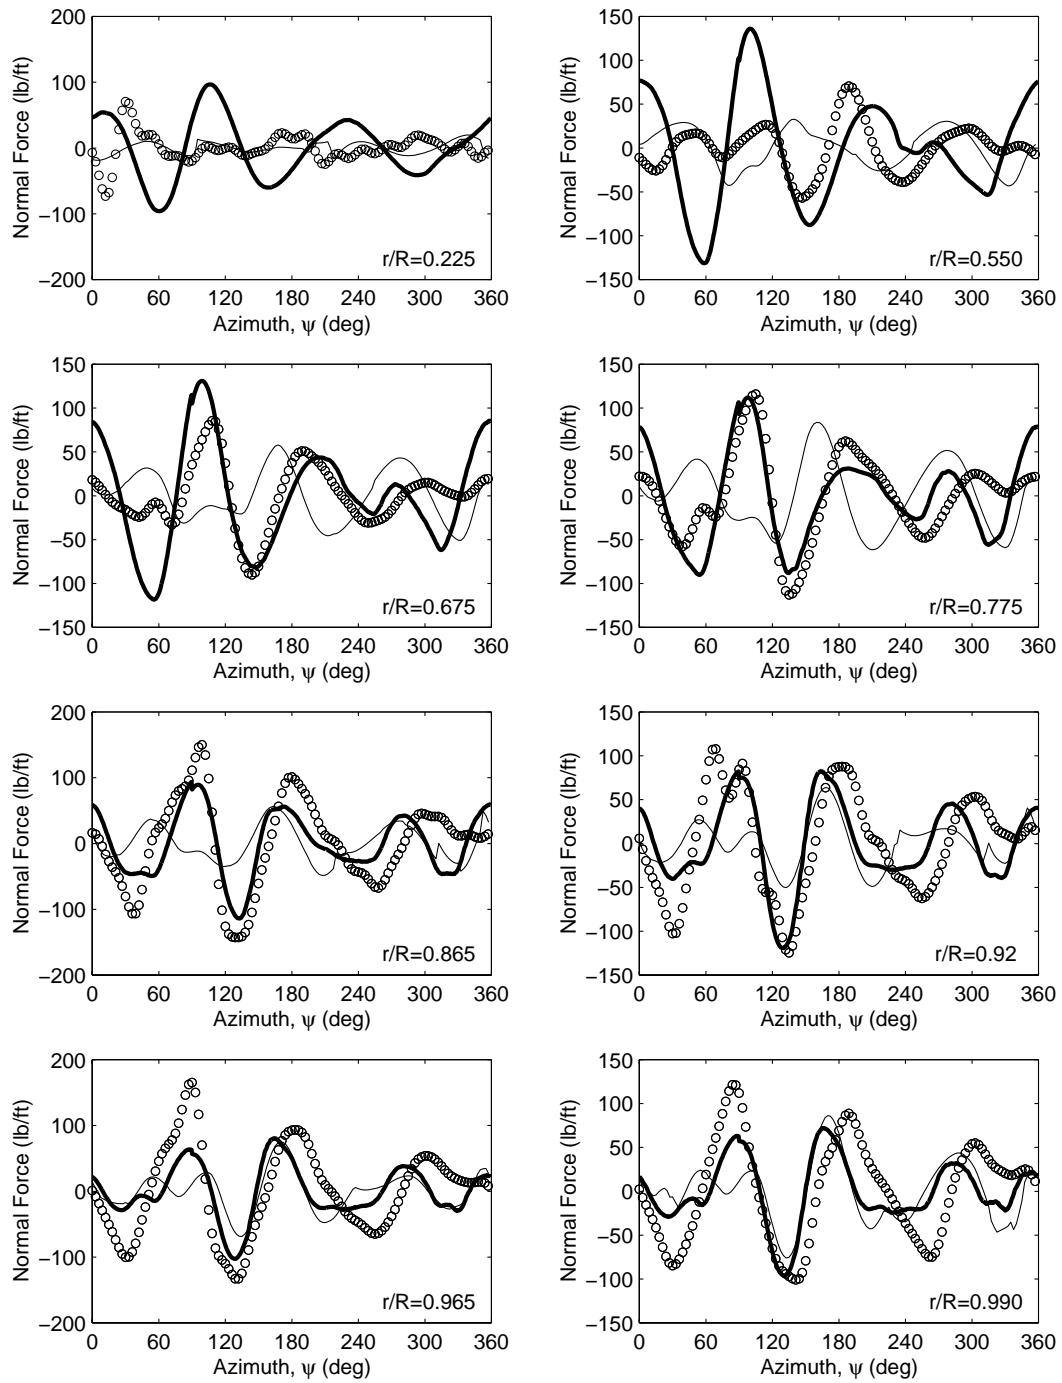 200
100
0
−100
−200
Normal Force (lb/ft)
r/R=0.225
0 60 120 180 240 300 360
Azimuth, ψ (deg)
150
100
50
0
−50
−100
−150
Normal Force (lb/ft)
r/R=0.550
0 60 120 180 240 300 360
Azimuth, ψ (deg)
150
100
50
0
−50
−100
−150
Normal Force (lb/ft)
r/R=0.675
0 60 120 180 240 300 360
Azimuth, ψ (deg)
150
100
50
0
−50
−100
−150
Normal Force (lb/ft)
r/R=0.775
0 60 120 180 240 300 360
Azimuth, ψ (deg)
200
100
0
−100
−200
Normal Force (lb/ft)
r/R=0.865
0 60 120 180 240 300 360
Azimuth, ψ (deg)
150
100
50
0
−50
−100
−150
Normal Force (lb/ft)
r/R=0.92
0 60 120 180 240 300 360
Azimuth, ψ (deg)
200
100
0
−100
−200
Normal Force (lb/ft)
r/R=0.965
0 60 120 180 240 300 360
Azimuth, ψ (deg)
150
100
50
0
−50
−100
−150
Normal Force (lb/ft)
r/R=0.990
0 60 120 180 240 300 360
Azimuth, ψ (deg)